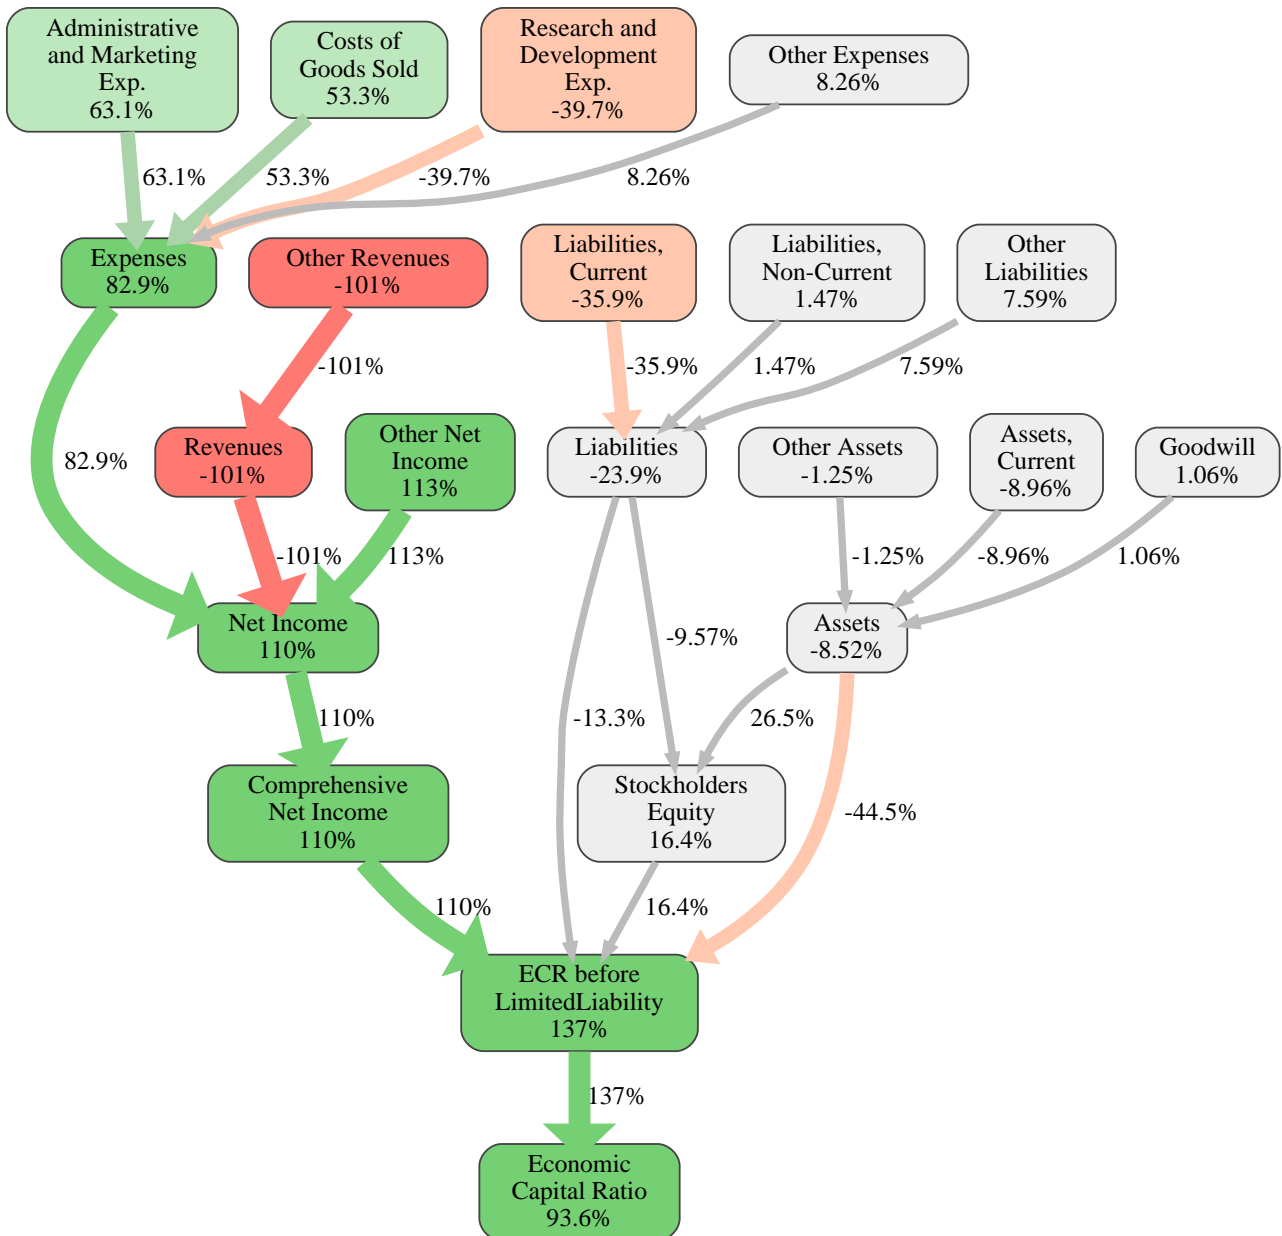 Administrative
and Marketing
Exp.
63.1%
Costs of
Goods Sold
53.3%
Research and
Development
Exp.
-39.7%
Other Expenses
8.26%
63.1%
53.3%
-39.7%
8.26%
Expenses
82.9%
Other Revenues
-101%
Liabilities,
Current
-35.9%
Liabilities,
Non-Current
1.47%
Other
Liabilities
7.59%
-101%
-35.9%
1.47%
7.59%
82.9%
Revenues
-101%
Other Net
Income
113%
Liabilities
-23.9%
Other Assets
-1.25%
Assets,
Current
-8.96%
Goodwill
1.06%
-101%
113%
-1.25%
-8.96%
1.06%
Net Income
110%
-9.57%
Assets
-8.52%
110%
-13.3%
26.5%
Comprehensive
Net Income
110%
Stockholders
Equity
16.4%
-44.5%
110%
16.4%
ECR before
LimitedLiability
137%
137%
Economic
Capital Ratio
93.6%